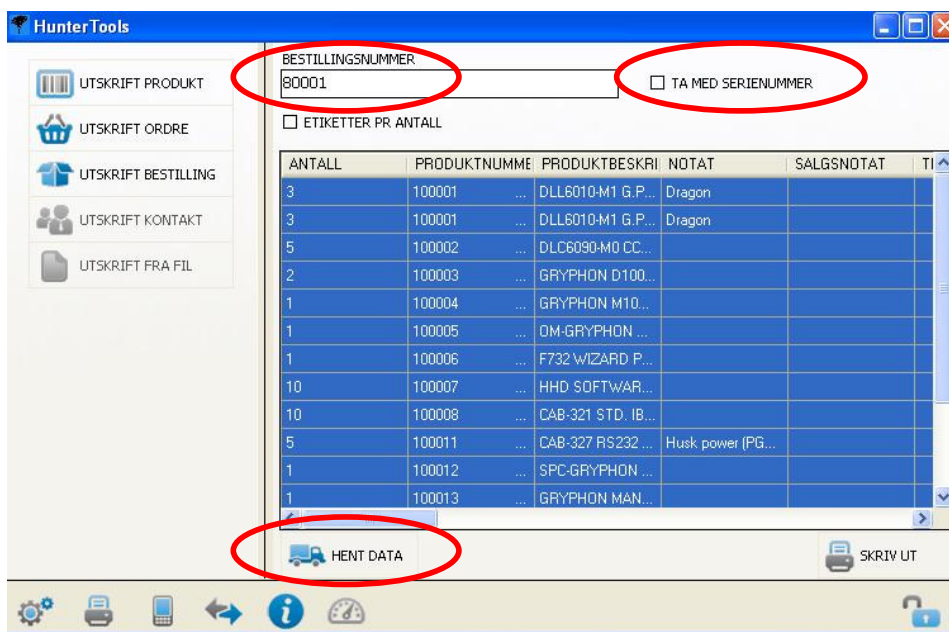 HunterTools
UTSKRIFT PRODUKT
UTSKRIFT ORDRE
UTSKRIFT BESTILLING
UTSKRIFT KONTAKT
UTSKRIFT FRA FIL
BESTILLINGSNUMMER
80001
TA MED SERIENUMMER
ETIKETTER PR ANTALL
ANTALL PRODUKTNUMME PRODUKTBESKRI NOTAT SALGSNOTAT
3 100001 ... DLL6010-M1 G.P... Dragon
3 100001 ... DLL6010-M1 G.P... Dragon
5 100002 ... DLC6090-M0 CC...
2 100003 ... GRYPHON D100...
1 100004 ... GRYPHON M10...
1 100005 ... OM-GRYPHON ...
1 100006 ... F732 WIZARD P...
10 100007 ... HHD SOFTWAR...
10 100008 ... CAB-321 STD. IB...
5 100011 ... CAB-327 RS232 ... Husk power (PG...
1 100012 ... SPC-GRYPHON ...
1 100013 ... GRYPHON MAN...
HENT DATA
SKRIV UT